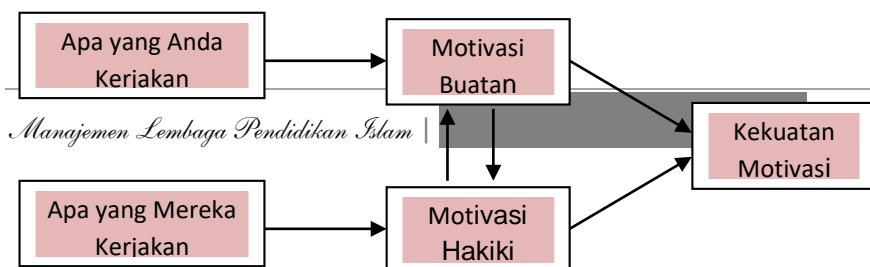 Apa yang Anda
Kerjakan
Motivasi
Buatan
Manajemen Lembaga Pendidikan Islam |
Kekuatan
Motivasi
Apa yang Mereka
Kerjakan
Motivasi
Hakiki